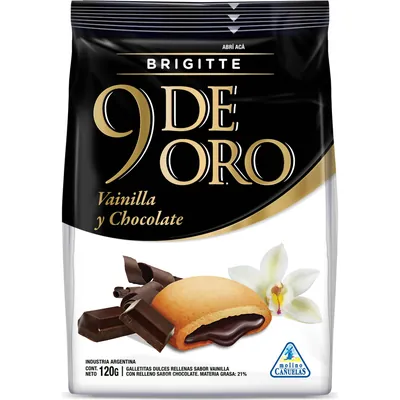 ABRÍ ACÁ
BRIGITTE
9 DE ORO
Vainilla
y Chocolate
INDUSTRIA ARGENTINA
CONT. NETO 120G
GALLETITAS DULCES RELLENAS SABOR VAINILLA
CON RELLENO SABOR CHOCOLATE. MATERIA GRASA: 21%
molino
CAÑUELAS